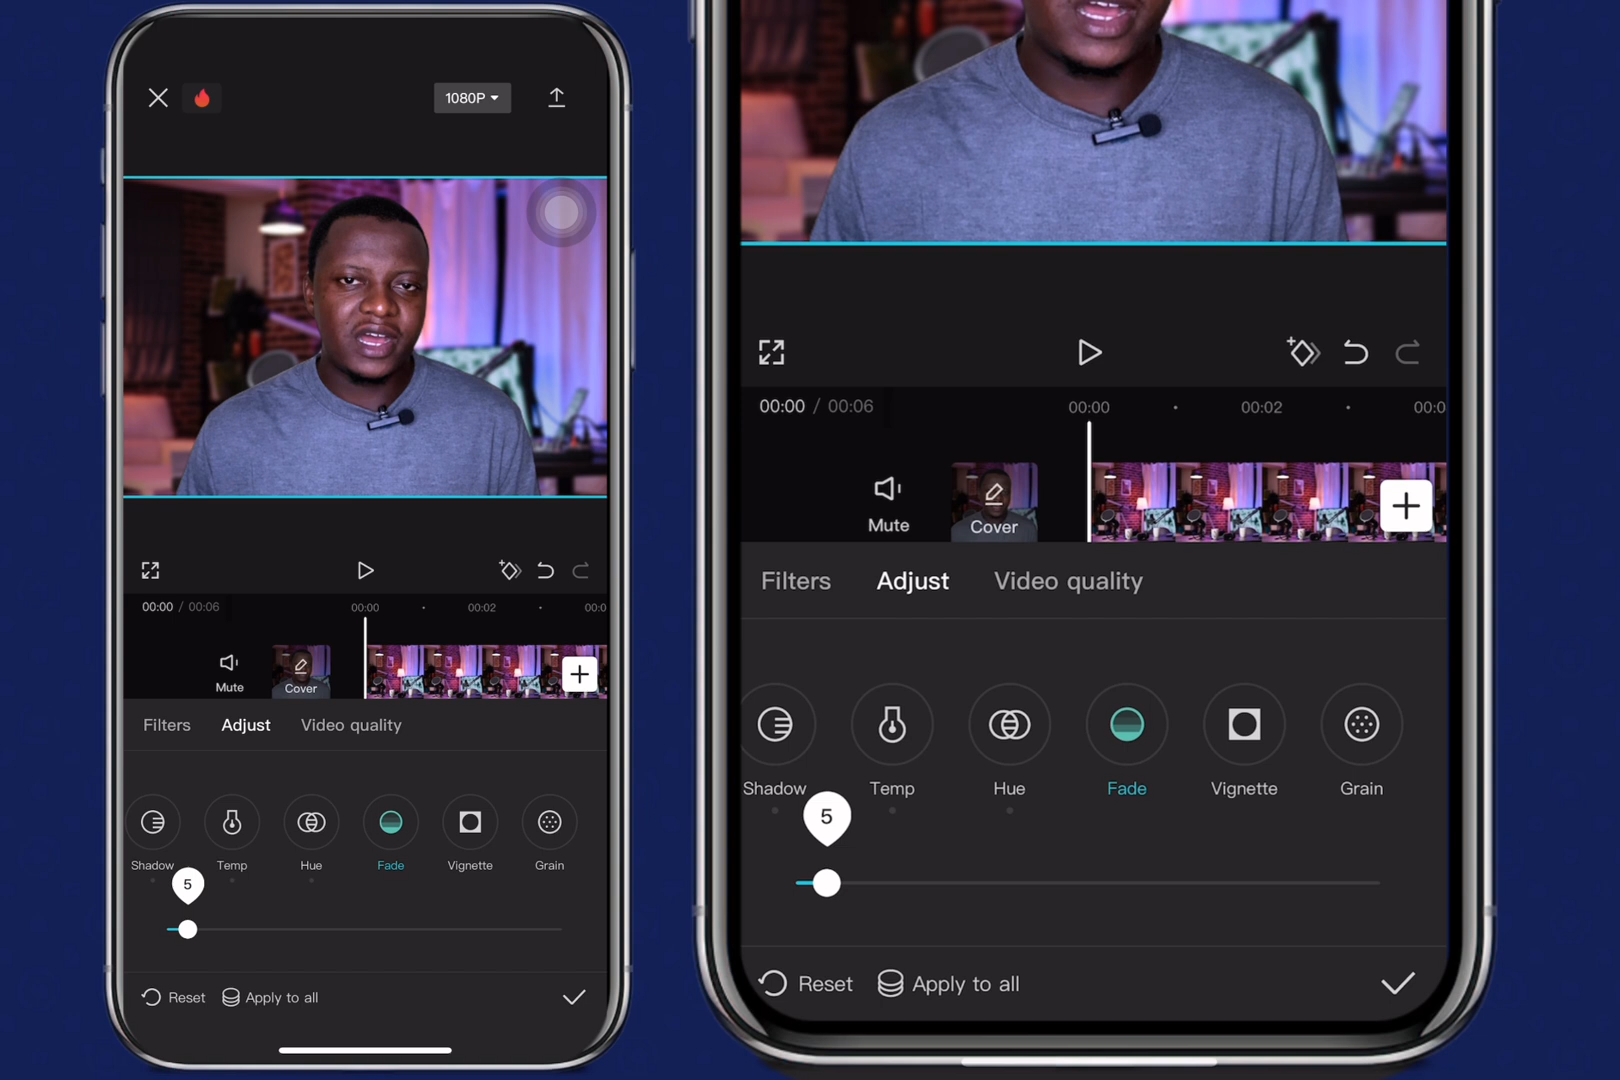 1080P
00:00 / 00:06
00:00
00:02
00:0
Mute
Cover
Filters
Adjust
Video quality
Shadow
Temp
Hue
Fade
Vignette
Grain
5
Reset
Apply to all
00:00 / 00:06
00:00
00:02
00:0
Mute
Cover
Filters
Adjust
Video quality
Shadow
Temp
Hue
Fade
Vignette
Grain
5
Reset
Apply to all